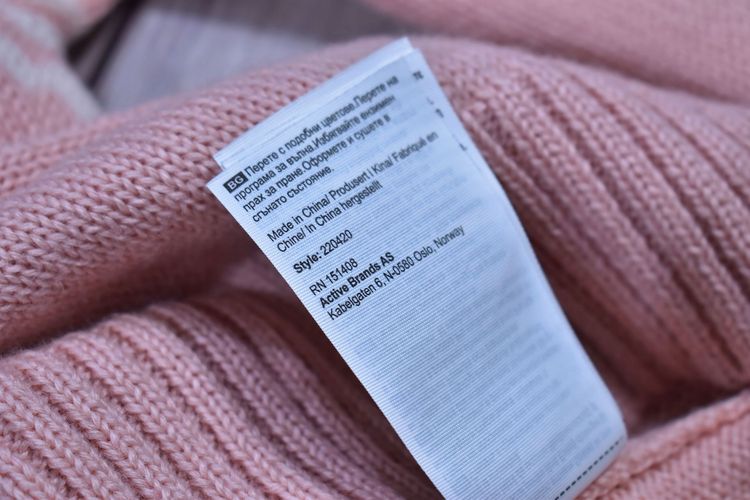 BG Перете с подобни цветове.Перете на
програма за вълна.Избягвайте ензимен
прах за пране.Оформете и сушете в
сгънато състояние.
Made in China/ Produsert i Kina/ Fabriqué en
Chine/ In China hergestellt
Style: 220420
RN 151408
Active Brands AS
Kabelgaten 6, N-0580 Oslo, Norway